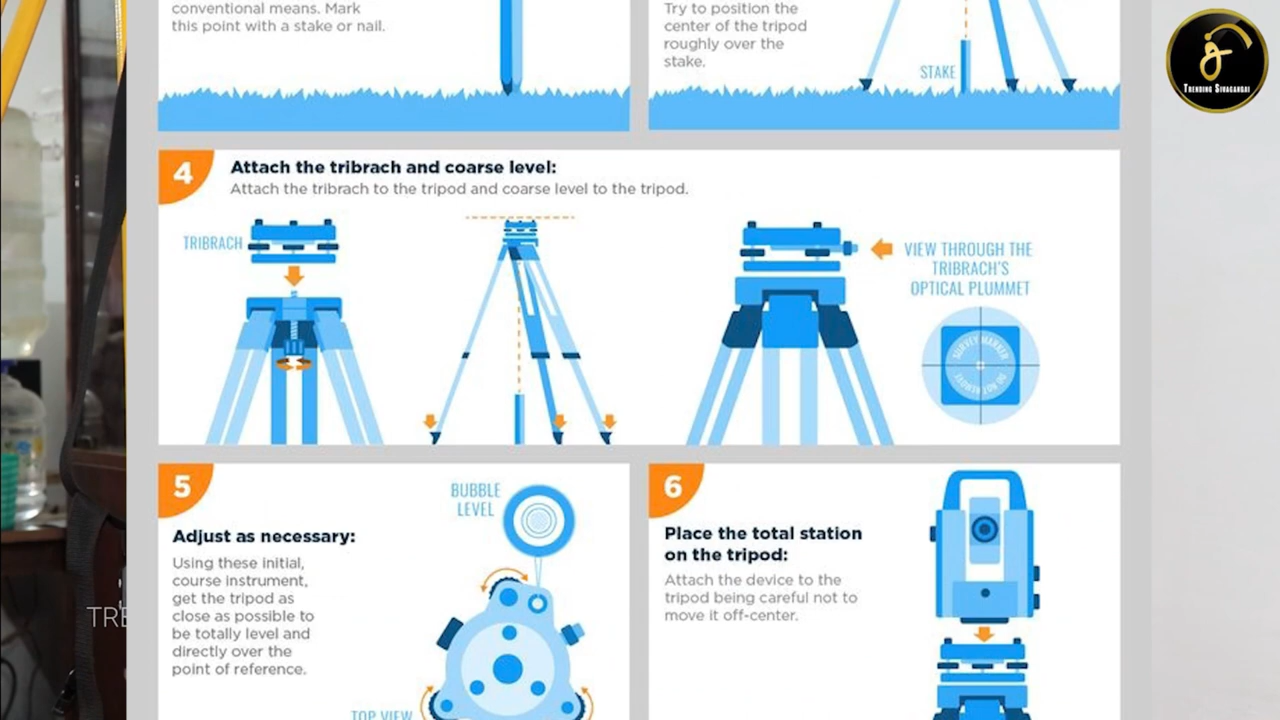 conventional means. Mark
this point with a stake or nail.
Try to position the
center of the tripod
roughly over the
stake.
STAKE
TRENDING SIVAGANGAI
4
Attach the tribrach and coarse level:
Attach the tribrach to the tripod and coarse level to the tripod.
TRIBRACH
VIEW THROUGH THE
TRIBRACH'S
OPTICAL PLUMMET
SURVEY MARKER
DO NOT DISTURB
5
Adjust as necessary:
Using these initial,
course instrument,
get the tripod as
close as possible to
be totally level and
directly over the
point of reference.
BUBBLE
LEVEL
TOP VIEW
6
Place the total station
on the tripod:
Attach the device to the
tripod being careful not to
move it off-center.
TRE